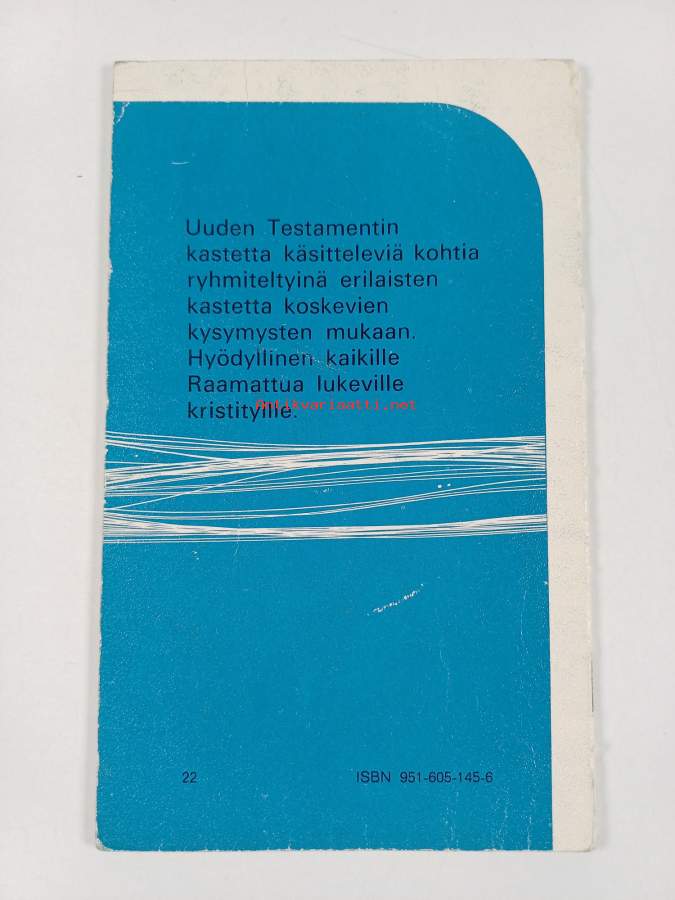 Uuden Testamentin
kastetta käsitteleviä kohtia
ryhmiteltyinä erilaisten
kastetta koskevien
kysymysten mukaan.
Hyödyllinen kaikille
Raamattua lukeville
Antikvariaatti.net
kristityille.
22
ISBN 951-605-145-6